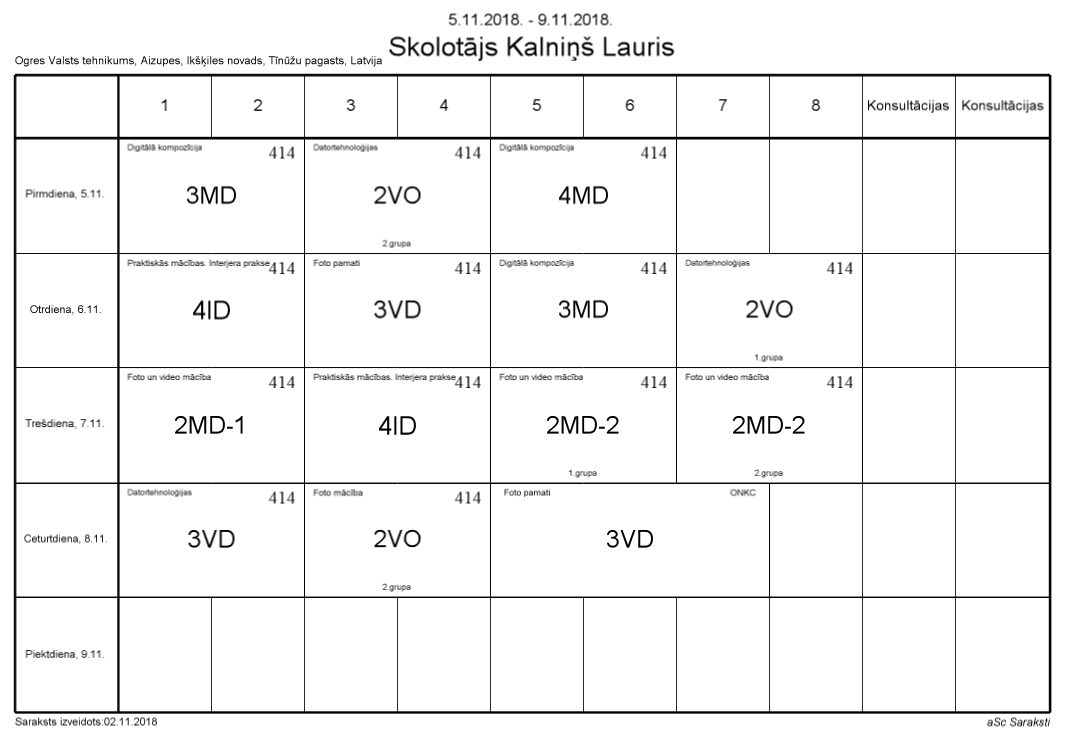 5.11.2018. - 9.11.2018.
Skolotājs Kalniņš Lauris
Ogres Valsts tehnikums, Aizupes, Ikšķiles novads, Tīnūžu pagasts, Latvija
1 2 3 4 5 6 7 8 Konsultācijas Konsultācijas
Digitālā kompozīcija 414 Datortehnoloģijas 414 Digitālā kompozīcija 414
Pirmdiena, 5.11. 3MD 2VO 4MD
2.grupa
Praktiskās mācības. Interjera prakse 414 Foto pamati 414 Digitālā kompozīcija 414 Datortehnoloģijas 414
Otrdiena, 6.11. 4ID 3VD 3MD 2VO
1.grupa
Foto un video mācība 414 Praktiskās mācības. Interjera prakse 414 Foto un video mācība 414 Foto un video mācība 414
Trešdiena, 7.11. 2MD-1 4ID 2MD-2 2MD-2
1.grupa 2.grupa
Datortehnoloģijas 414 Foto mācība 414 Foto pamati ONKC
Ceturtdiena, 8.11. 3VD 2VO 3VD
2.grupa
Piektdiena, 9.11.
Saraksts izveidots:02.11.2018 aSc Saraksti